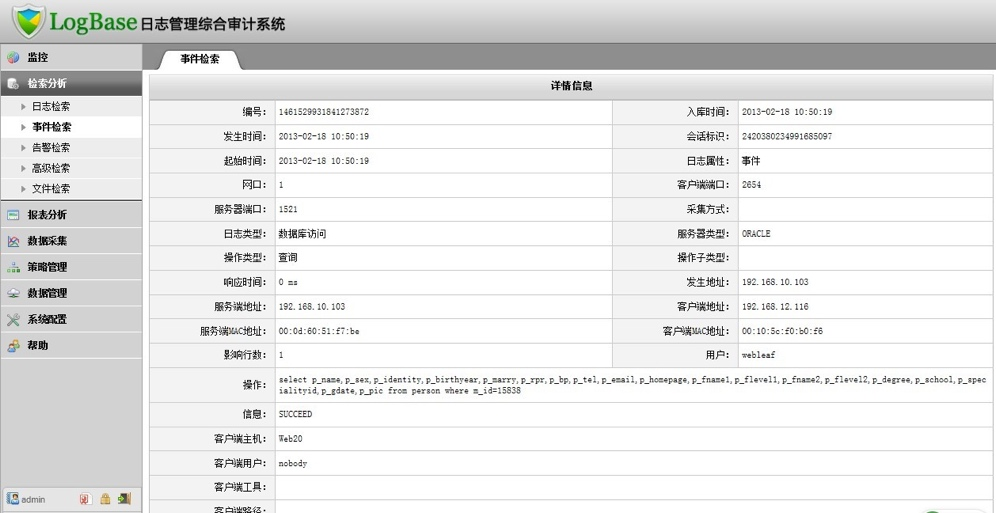 LogBase日志管理综合审计系统
监控
检索分析
日志检索
事件检索
告警检索
高级检索
文件检索
报表分析
数据采集
策略管理
数据管理
系统配置
帮助
admin
事件检索
详情信息
编号: 1461529931841273872 入库时间: 2013-02-18 10:50:19
发生时间: 2013-02-18 10:50:19 会话标识: 2420380234991685097
起始时间: 2013-02-18 10:50:19 日志属性: 事件
网口: 1 客户端端口: 2654
服务器端口: 1521 采集方式:
日志类型: 数据库访问 服务器类型: ORACLE
操作类型: 查询 操作子类型:
响应时间: 0 ms 发生地址: 192.168.10.103
服务端地址: 192.168.10.103 客户端地址: 192.168.12.116
服务端MAC地址: 00:0d:60:51:f7:be 客户端MAC地址: 00:10:5c:f0:b0:f6
影响行数: 1 用户: webleaf
操作: select p_name,p_sex,p_identity,p_birthyear,p_marry,p_rpr,p_bp,p_tel,p_email,p_homepage,p_fname1,p_flevel1,p_fname2,p_flevel2,p_degree,p_school,p_spec
ialityid,p_gdate,p_pic from person where m_id=15838
信息: SUCCEED
客户端主机: Web20
客户端用户: nobody
客户端工具:
客户端路径: